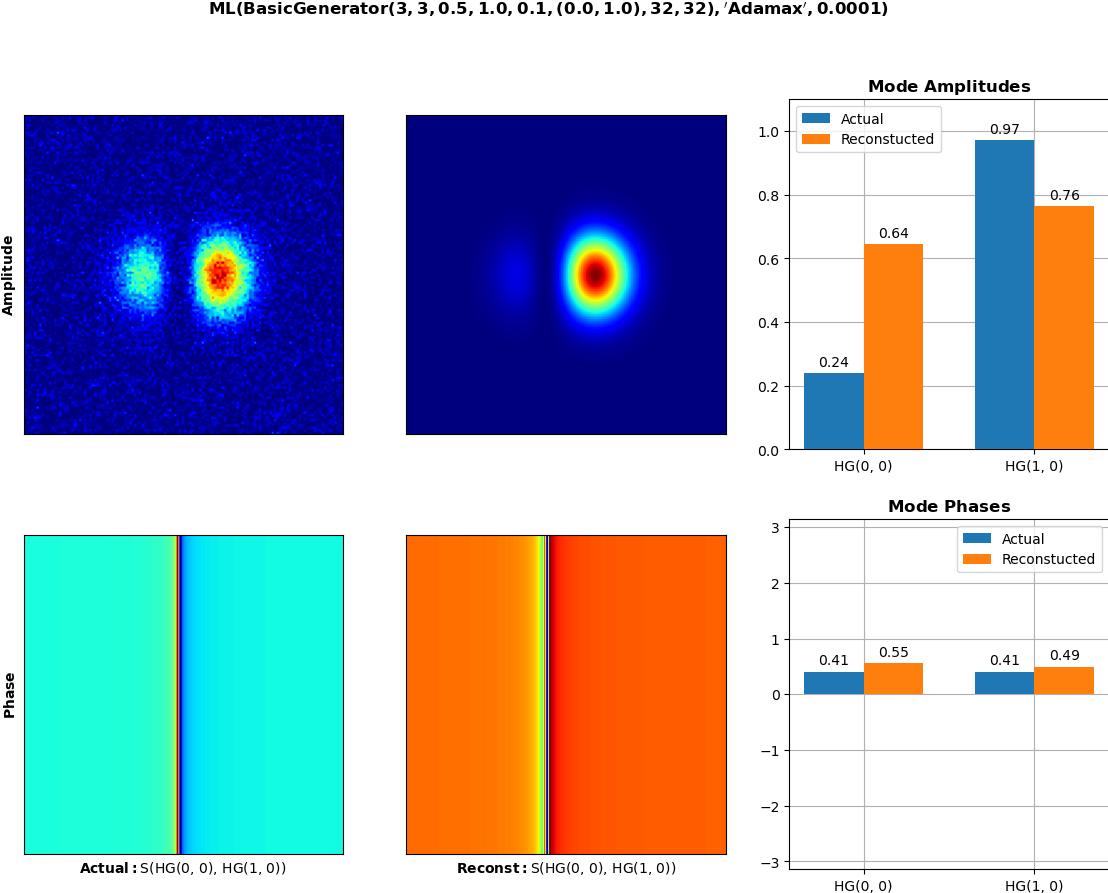 ML(BasicGenerator(3, 3, 0.5, 1.0, 0.1, (0.0, 1.0), 32, 32), ′Adamax′, 0.0001)
Amplitude
Mode Amplitudes
Actual
Reconstucted
1.0
0.8
0.6
0.4
0.2
0.0
0.24
0.64
0.97
0.76
HG(0, 0)
HG(1, 0)
Phase
Actual: S(HG(0, 0), HG(1, 0))
Reconst: S(HG(0, 0), HG(1, 0))
Mode Phases
Actual
Reconstucted
3
2
1
0
−1
−2
−3
0.41
0.55
0.41
0.49
HG(0, 0)
HG(1, 0)